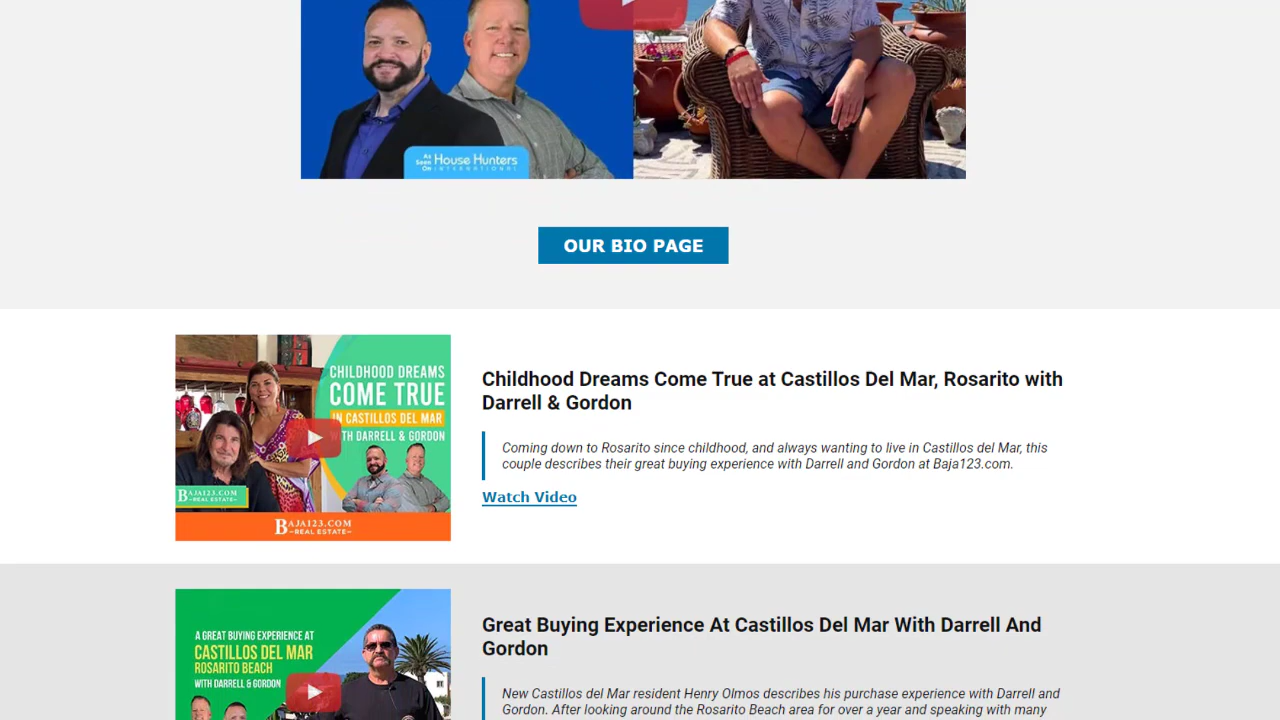 As
Seen
On
House Hunters
INTERNATIONAL
OUR BIO PAGE
CHILDHOOD DREAMS
COME TRUE
IN CASTILLOS DEL MAR
WITH DARRELL & GORDON
BAJA123.COM
REAL ESTATE
BAJA123.COM
–REAL ESTATE–
Childhood Dreams Come True at Castillos Del Mar, Rosarito with
Darrell & Gordon
Coming down to Rosarito since childhood, and always wanting to live in Castillos del Mar, this
couple describes their great buying experience with Darrell and Gordon at Baja123.com.
Watch Video
A GREAT BUYING EXPERIENCE AT
CASTILLOS DEL MAR
ROSARITO BEACH
WITH DARRELL & GORDON
Great Buying Experience At Castillos Del Mar With Darrell And
Gordon
New Castillos del Mar resident Henry Olmos describes his purchase experience with Darrell and
Gordon. After looking around the Rosarito Beach area for over a year and speaking with many